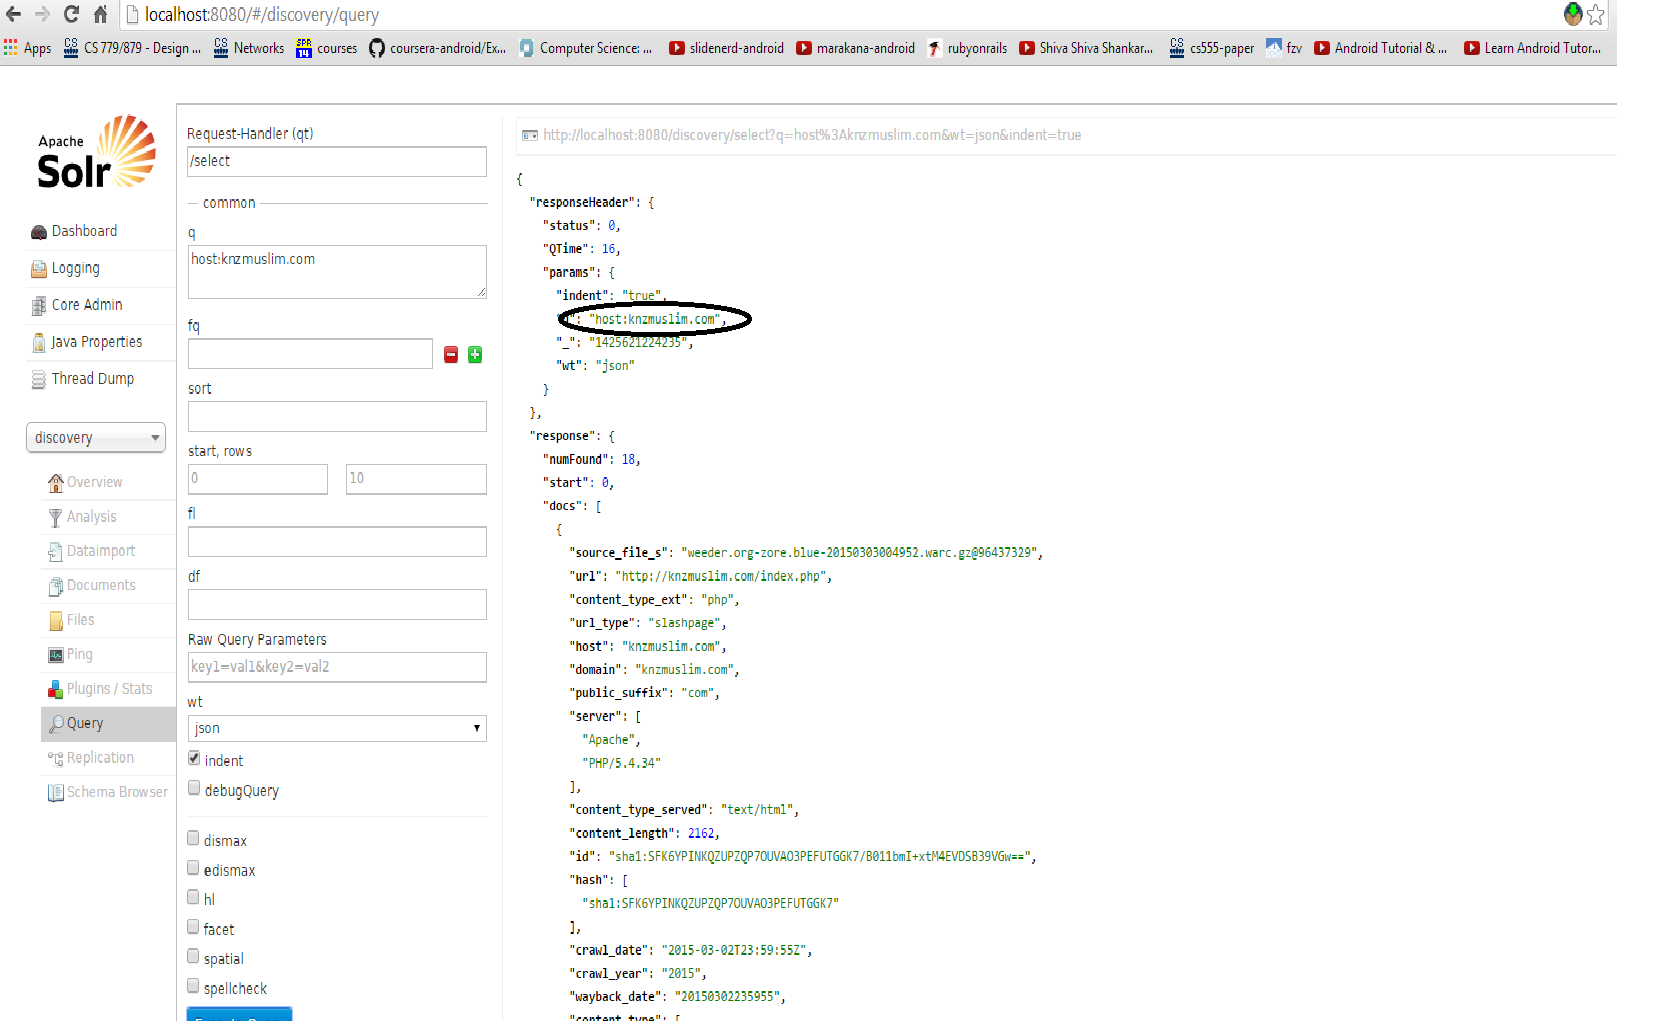 localhost:8080/#/discovery/query
Apps CS 779/879 - Design ... Networks courses coursera-android/Ex... Computer Science: ... slidenerd-android marakana-android rubyonrails Shiva Shiva Shankar... cs555-paper fzv Android Tutorial & ... Learn Android Tutor...
Apache
Solr
Dashboard
Logging
Core Admin
Java Properties
Thread Dump
discovery
Overview
Analysis
Dataimport
Documents
Files
Ping
Plugins / Stats
Query
Replication
Schema Browser
Request-Handler (qt)
/select
common
q
host:knzmuslim.com
fq
sort
start, rows
0 10
fl
df
Raw Query Parameters
key1=val1&key2=val2
wt
json
indent
debugQuery
dismax
edismax
hl
facet
spatial
spellcheck
http://localhost:8080/discovery/select?q=host%3Aknzmuslim.com&wt=json&indent=true
{
"responseHeader": {
"status": 0,
"QTime": 16,
"params": {
"indent": "true",
": "host:knzmuslim.com",
"_": "1425621224235",
"wt": "json"
}
},
"response": {
"numFound": 18,
"start": 0,
"docs": [
{
"source_file_s": "weeder.org-zore.blue-20150303004952.warc.gz@96437329",
"url": "http://knzmuslim.com/index.php",
"content_type_ext": "php",
"url_type": "slashpage",
"host": "knzmuslim.com",
"domain": "knzmuslim.com",
"public_suffix": "com",
"server": [
"Apache",
"PHP/5.4.34"
],
"content_type_served": "text/html",
"content_length": 2162,
"id": "sha1:SFK6YPINKQZUPZQP7OUVAO3PEFUTGGK7/B011bmI+xtM4EVDSB39VGw==",
"hash": [
"sha1:SFK6YPINKQZUPZQP7OUVAO3PEFUTGGK7"
],
"crawl_date": "2015-03-02T23:59:55Z",
"crawl_year": "2015",
"wayback_date": "20150302235955",
"content_type": [